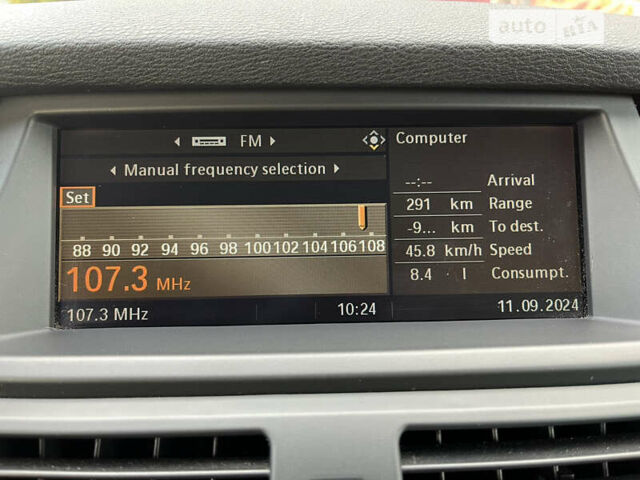 auto RIA
FM
Computer
Manual frequency selection
Set
88 90 92 94 96 98 100 102 104 106 108
107.3 MHz
107.3 MHz
10:24
--:-- Arrival
291 km Range
-9... km To dest.
45.8 km/h Speed
8.4 · l Consumpt.
11.09.2024